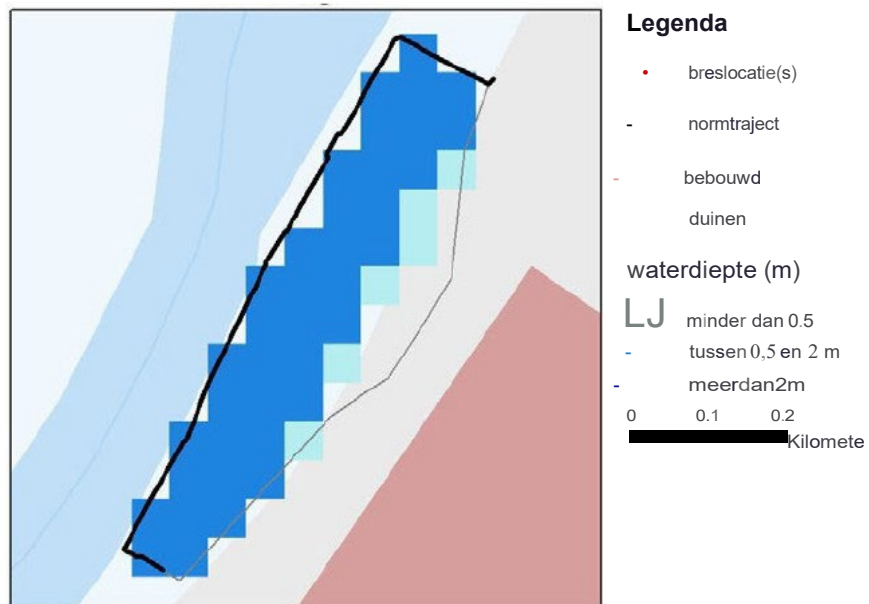 Legenda
breslocatie(s)
normtraject
bebouwd
duinen
waterdiepte (m)
LJ minder dan 0.5
tussen 0,5 en 2 m
meerdan2m
0 0.1 0.2
Kilomete